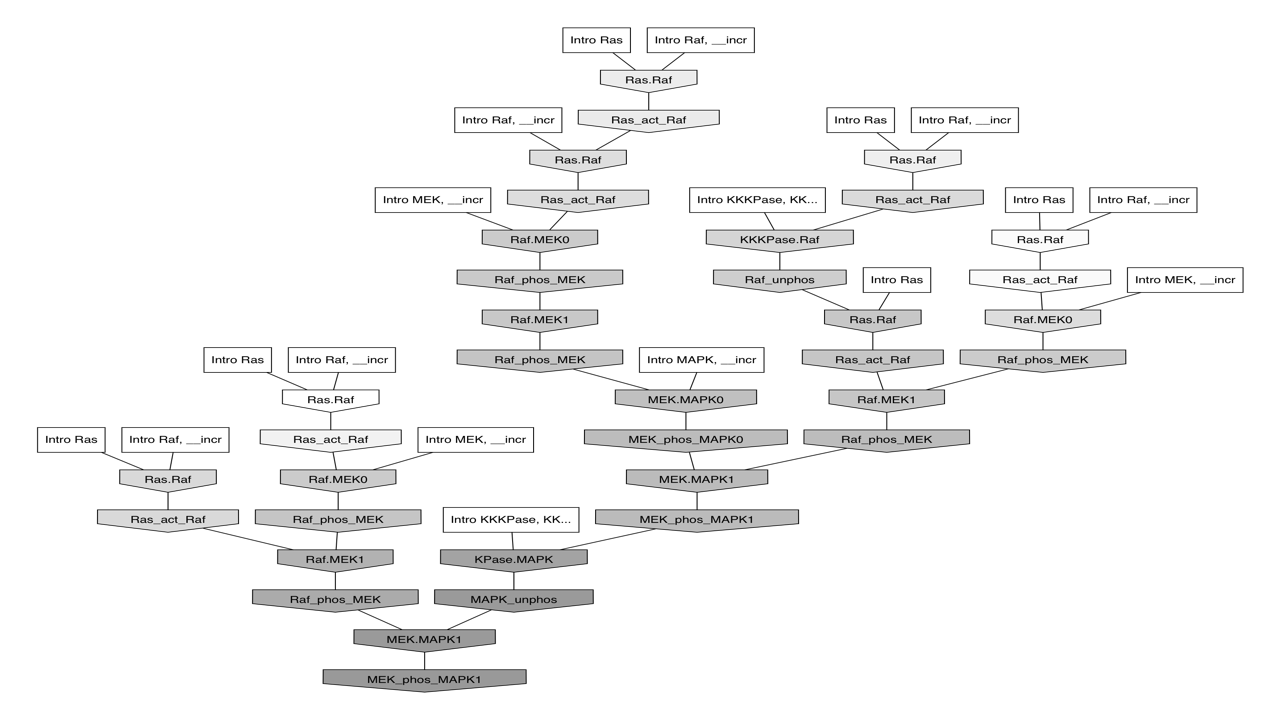 Intro Ras
Intro Raf, __incr
Ras.Raf
Intro Raf, __incr
Ras_act_Raf
Intro Ras
Intro Raf, __incr
Ras.Raf
Ras.Raf
Intro MEK, __incr
Ras_act_Raf
Intro KKKPase, KK...
Ras_act_Raf
Intro Ras
Intro Raf, __incr
Raf.MEK0
KKKPase.Raf
Ras.Raf
Raf_phos_MEK
Raf_unphos
Intro Ras
Ras_act_Raf
Intro MEK, __incr
Raf.MEK1
Ras.Raf
Raf.MEK0
Intro Ras
Intro Raf, __incr
Raf_phos_MEK
Intro MAPK, __incr
Ras_act_Raf
Raf_phos_MEK
Ras.Raf
MEK.MAPK0
Raf.MEK1
Intro Ras
Intro Raf, __incr
Ras_act_Raf
Intro MEK, __incr
MEK_phos_MAPK0
Raf_phos_MEK
Ras.Raf
Raf.MEK0
MEK.MAPK1
Ras_act_Raf
Raf_phos_MEK
Intro KKKPase, KK...
MEK_phos_MAPK1
Raf.MEK1
KPase.MAPK
Raf_phos_MEK
MAPK_unphos
MEK.MAPK1
MEK_phos_MAPK1